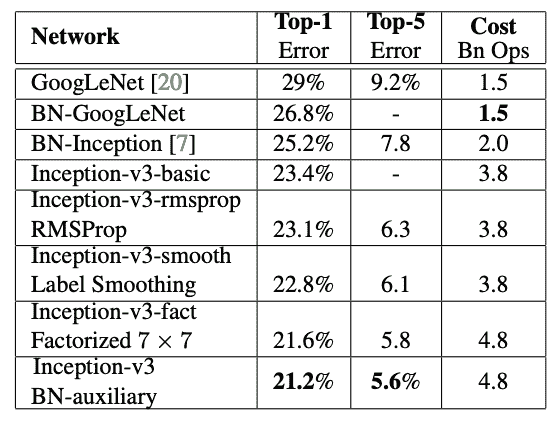 Network Top-1 Error Top-5 Error Cost Bn Ops
GoogLeNet [20] 29% 9.2% 1.5
BN-GoogLeNet 26.8% - 1.5
BN-Inception [7] 25.2% 7.8 2.0
Inception-v3-basic 23.4% - 3.8
Inception-v3-rmsprop
RMSProp 23.1% 6.3 3.8
Inception-v3-smooth
Label Smoothing 22.8% 6.1 3.8
Inception-v3-fact
Factorized 7 × 7 21.6% 5.8 4.8
Inception-v3
BN-auxiliary 21.2% 5.6% 4.8